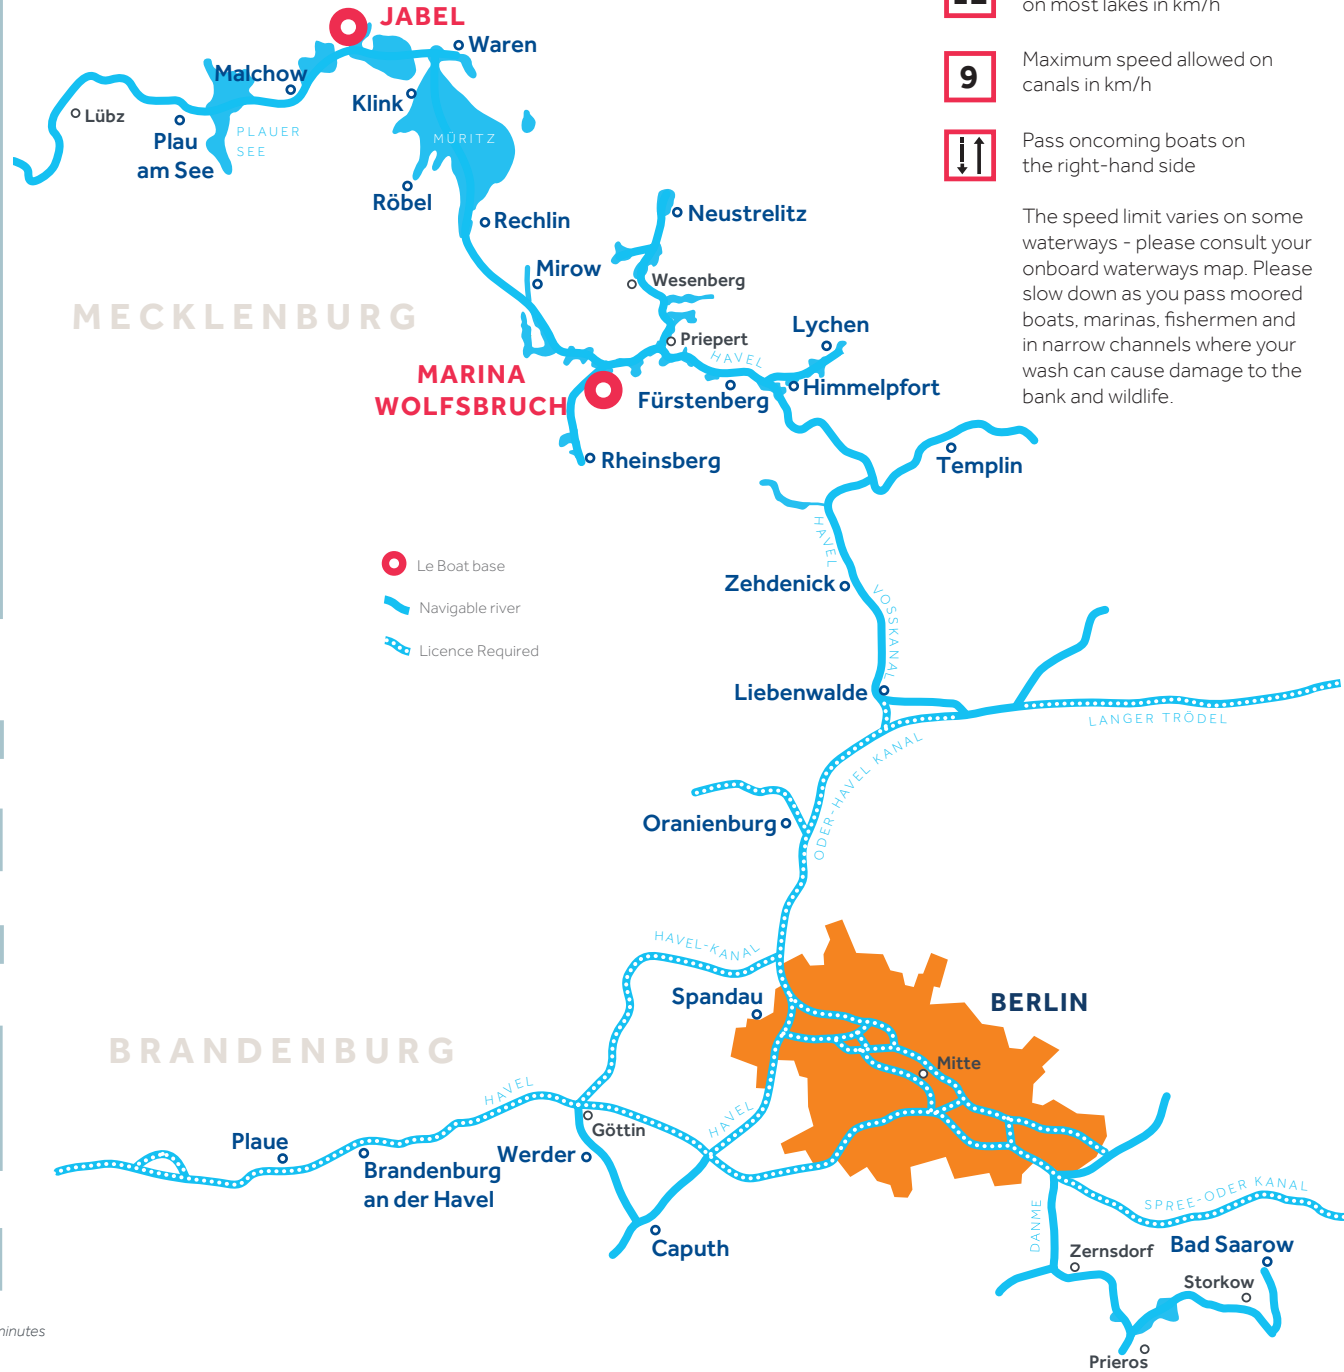 JABEL
Waren
Malchow
Klink
Lübz
Plau
am See
PLAUER
SEE
MÜRITZ
Röbel
Rechlin
Neustrelitz
Mirow
Wesenberg
MECKLENBURG
Priepert
Lychen
HAVEL
MARINA
WOLFSBRUCH
Fürstenberg
Himmelpfort
Rheinsberg
Templin
on most lakes in km/h
9
Maximum speed allowed on
canals in km/h
Pass oncoming boats on
the right-hand side
The speed limit varies on some
waterways - please consult your
onboard waterways map. Please
slow down as you pass moored
boats, marinas, fishermen and
in narrow channels where your
wash can cause damage to the
bank and wildlife.
Le Boat base
Navigable river
Licence Required
HAVEL
Zehdenick
VOSSKANAL
Liebenwalde
LANGER TRÖDEL
ODER-HAVEL KANAL
Oranienburg
HAVEL-KANAL
Spandau
BERLIN
Mitte
BRANDENBURG
HAVEL
HAVEL
Göttin
Plaue
Brandenburg
an der Havel
Werder
Caputh
DANME
SPREE-ODER KANAL
Zernsdorf
Bad Saarow
Storkow
Prieros
minutes